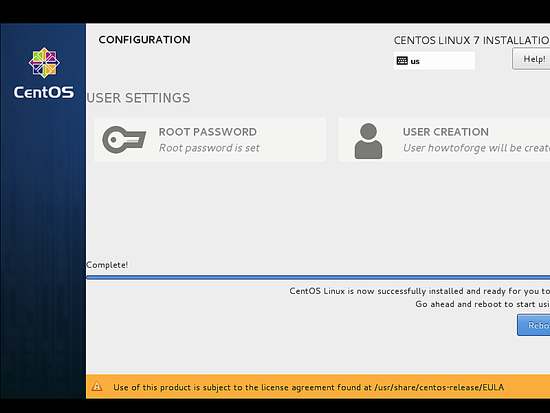 CONFIGURATION
CENTOS LINUX 7 INSTALLATIO
us
Help!
CentOS
USER SETTINGS
ROOT PASSWORD
Root password is set
USER CREATION
User howtoforge will be create
Complete!
CentOS Linux is now successfully installed and ready for you to
Go ahead and reboot to start usi
Rebo
Use of this product is subject to the license agreement found at /usr/share/centos-release/EULA